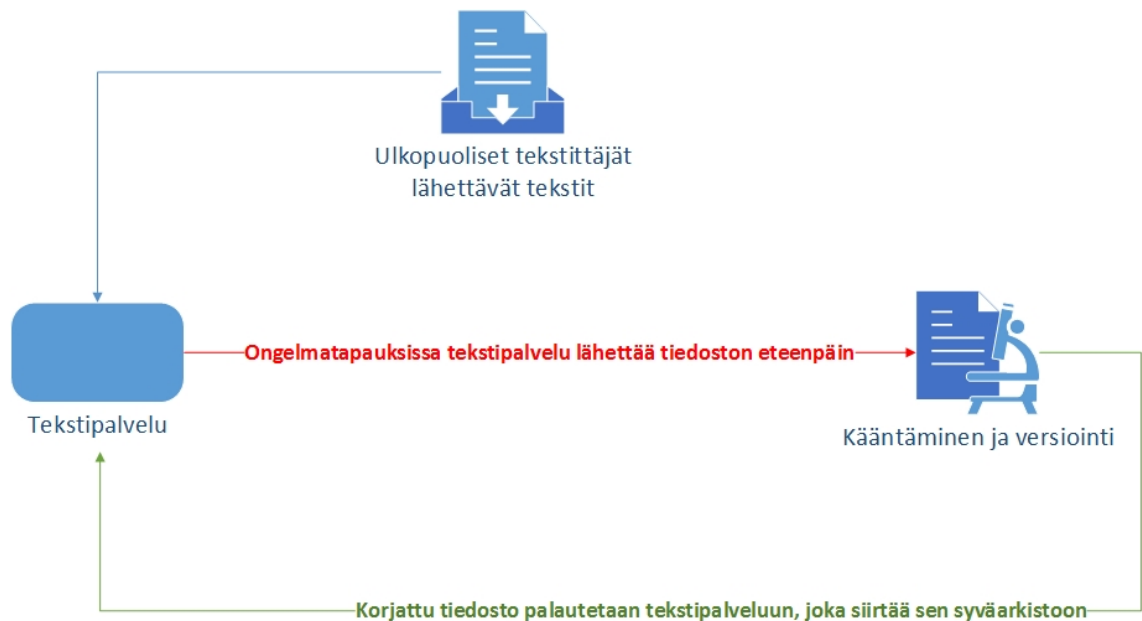 Ulkopuoliset tekstittäjät
lähettävät tekstit
Ongelmatapauksissa tekstipalvelu lähettää tiedoston eteenpäin
Tekstipalvelu
Kääntäminen ja versiointi
Korjattu tiedosto palautetaan tekstipalveluun, joka siirtää sen syväarkistoon